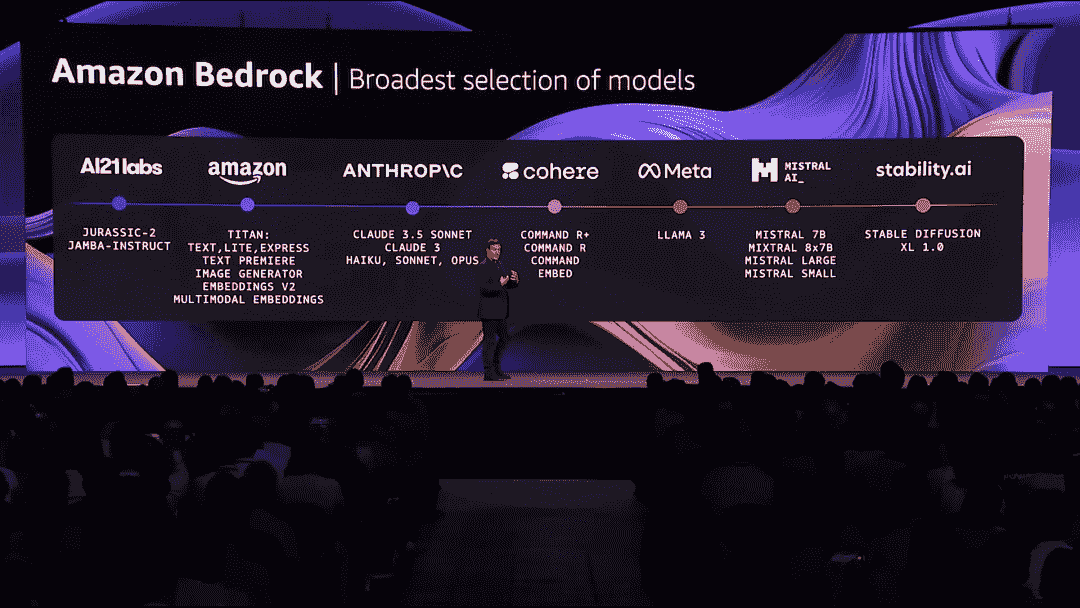 Amazon Bedrock | Broadest selection of models
AI21labs
JURASSIC-2
JAMBA-INSTRUCT
amazon
TITAN:
TEXT,LITE,EXPRESS
TEXT PREMIERE
IMAGE GENERATOR
EMBEDDINGS V2
MULTIMODAL EMBEDDINGS
ANTHROP\C
CLAUDE 3.5 SONNET
CLAUDE 3
HAIKU, SONNET, OPUS
cohere
COMMAND R+
COMMAND R
COMMAND
EMBED
Meta
LLAMA 3
MISTRAL
AI_
MISTRAL 7B
MIXTRAL 8x7B
MISTRAL LARGE
MISTRAL SMALL
stability.ai
STABLE DIFFUSION
XL 1.0